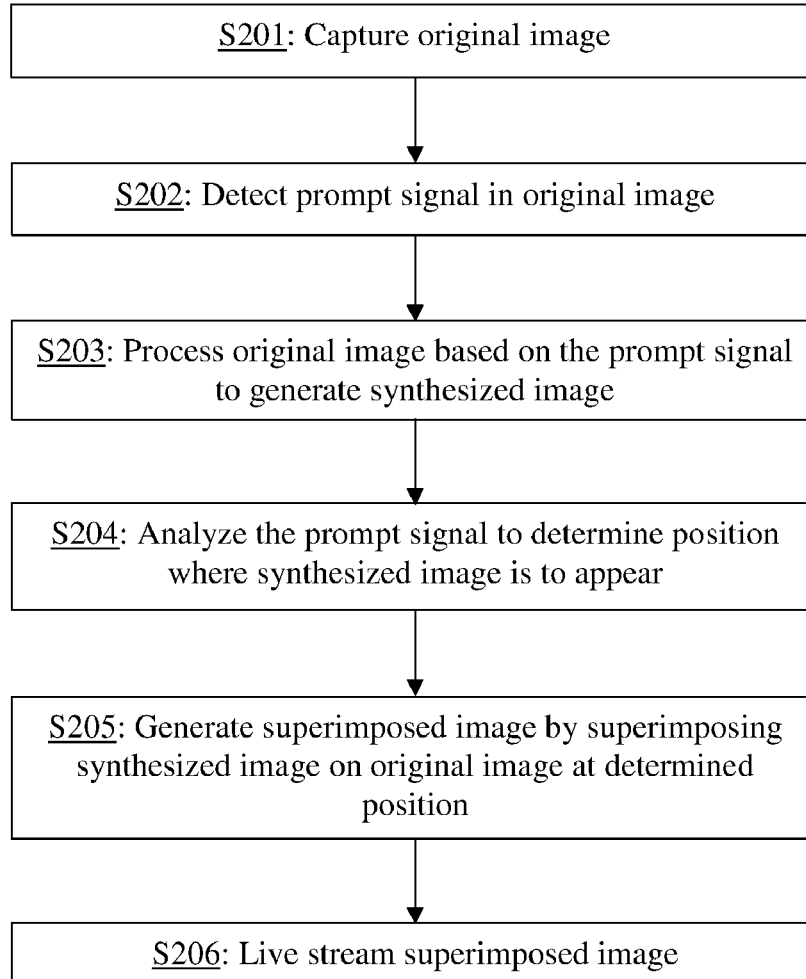 S201: Capture original image
S202: Detect prompt signal in original image
S203: Process original image based on the prompt signal
to generate synthesized image
S204: Analyze the prompt signal to determine position
where synthesized image is to appear
S205: Generate superimposed image by superimposing
synthesized image on original image at determined
position
S206: Live stream superimposed image